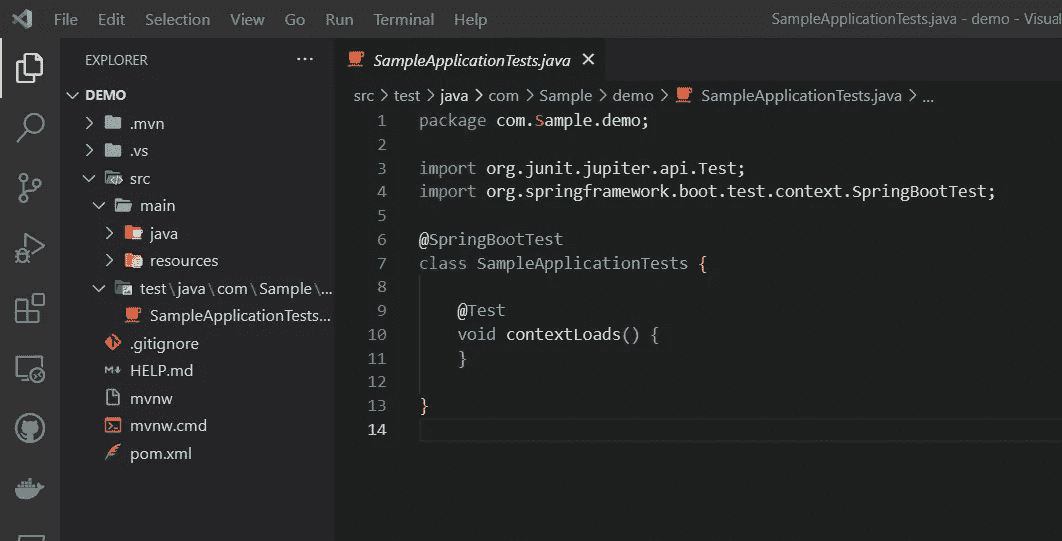 File Edit Selection View Go Run Terminal Help
SampleApplicationTests.java - demo - Visual
EXPLORER ...
SampleApplicationTests.java
DEMO
src > test > java > com > Sample > demo > SampleApplicationTests.java > ...
.mvn
.vs
src
main
java
resources
test\java\com\Sample\...
SampleApplicationTests...
.gitignore
HELP.md
mvnw
mvnw.cmd
pom.xml
1 package com.Sample.demo;
2
3 import org.junit.jupiter.api.Test;
4 import org.springframework.boot.test.context.SpringBootTest;
5
6 @SpringBootTest
7 class SampleApplicationTests {
8
9 @Test
10 void contextLoads() {
11 }
12
13 }
14